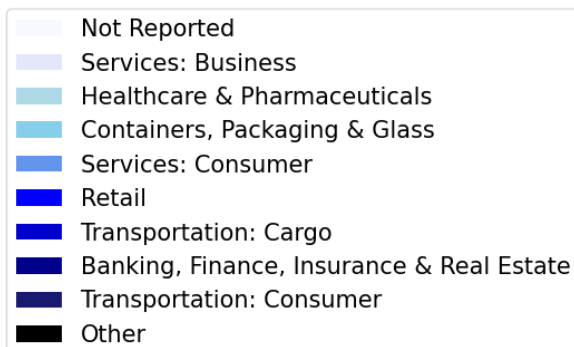 Not Reported
Services: Business
Healthcare & Pharmaceuticals
Containers, Packaging & Glass
Services: Consumer
Retail
Transportation: Cargo
Banking, Finance, Insurance & Real Estate
Transportation: Consumer
Other